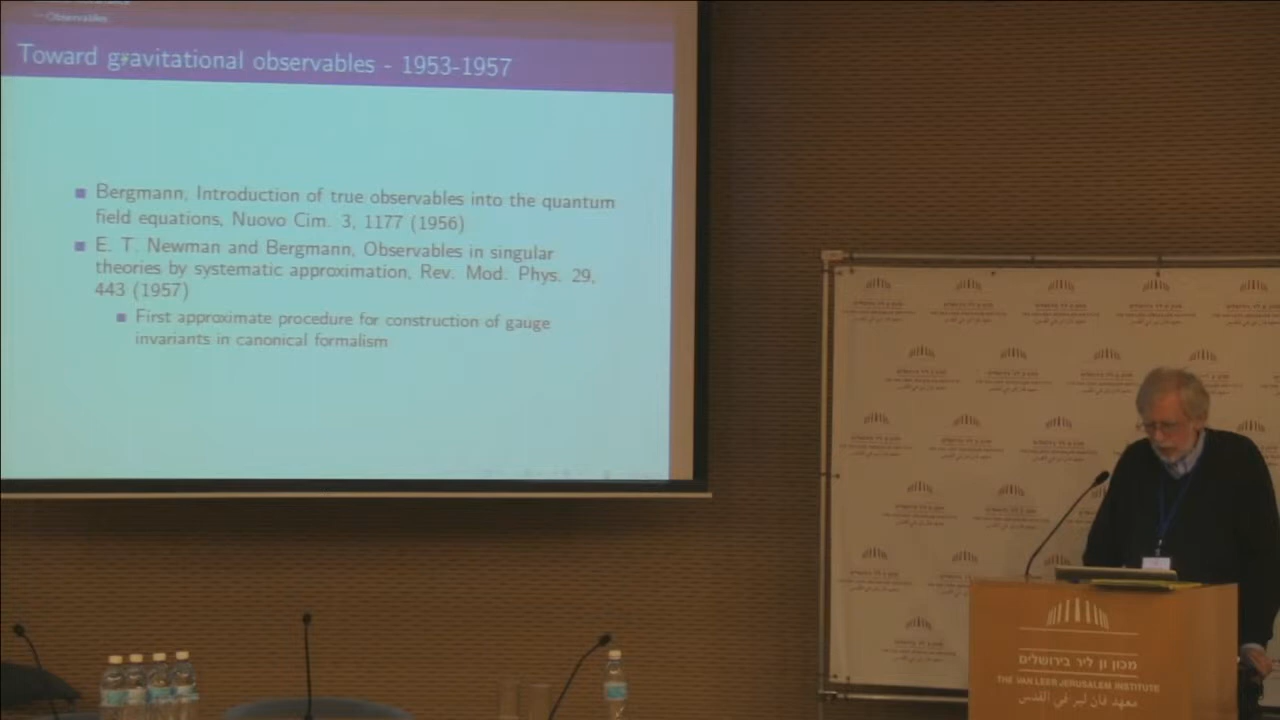 Observables
Toward gravitational observables - 1953-1957
Bergmann, Introduction of true observables into the quantum
field equations, Nuovo Cim. 3, 1177 (1956)
E. T. Newman and Bergmann, Observables in singular
theories by systematic approximation, Rev. Mod. Phys. 29,
443 (1957)
First approximate procedure for construction of gauge
invariants in canonical formalism
מכון ון ליר בירושלים
THE VAN LEER JERUSALEM INSTITUTE
معهد فان لير في القدس